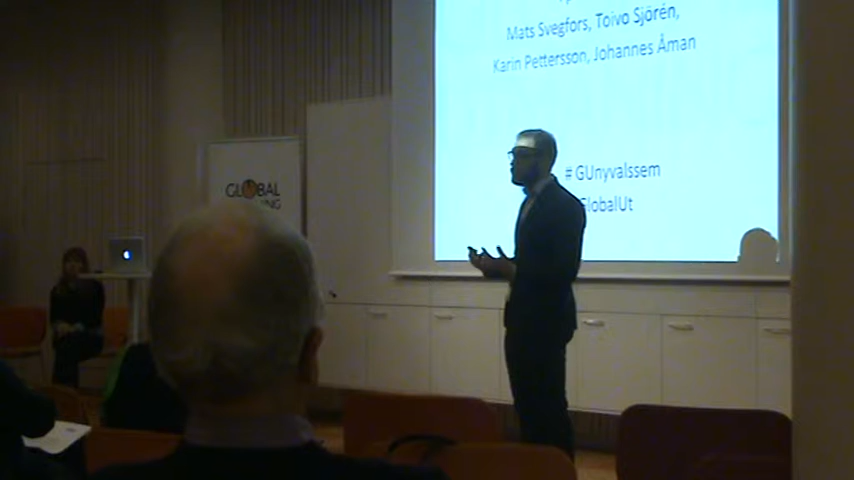 Mats Svegfors, Toivo Sjörén,
Karin Pettersson, Johannes Åman
# GUnyvalssem
GlobalUt
GLOBAL